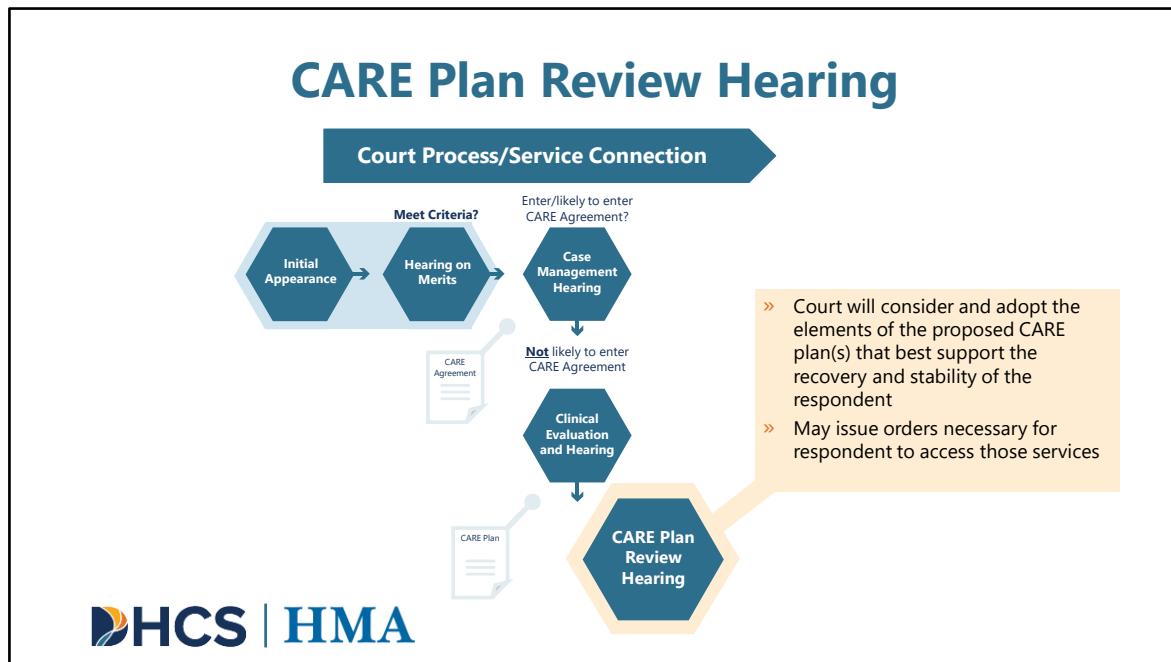 CARE Plan Review Hearing
Court Process/Service Connection
Meet Criteria?
Enter/likely to enter
CARE Agreement?
Initial
Appearance
Hearing on
Merits
Case
Management
Hearing
CARE
Agreement
Not likely to enter
CARE Agreement
Clinical
Evaluation
and Hearing
CARE Plan
CARE Plan
Review
Hearing
» Court will consider and adopt the
elements of the proposed CARE
plan(s) that best support the
recovery and stability of the
respondent
» May issue orders necessary for
respondent to access those services
DHCS | HMA